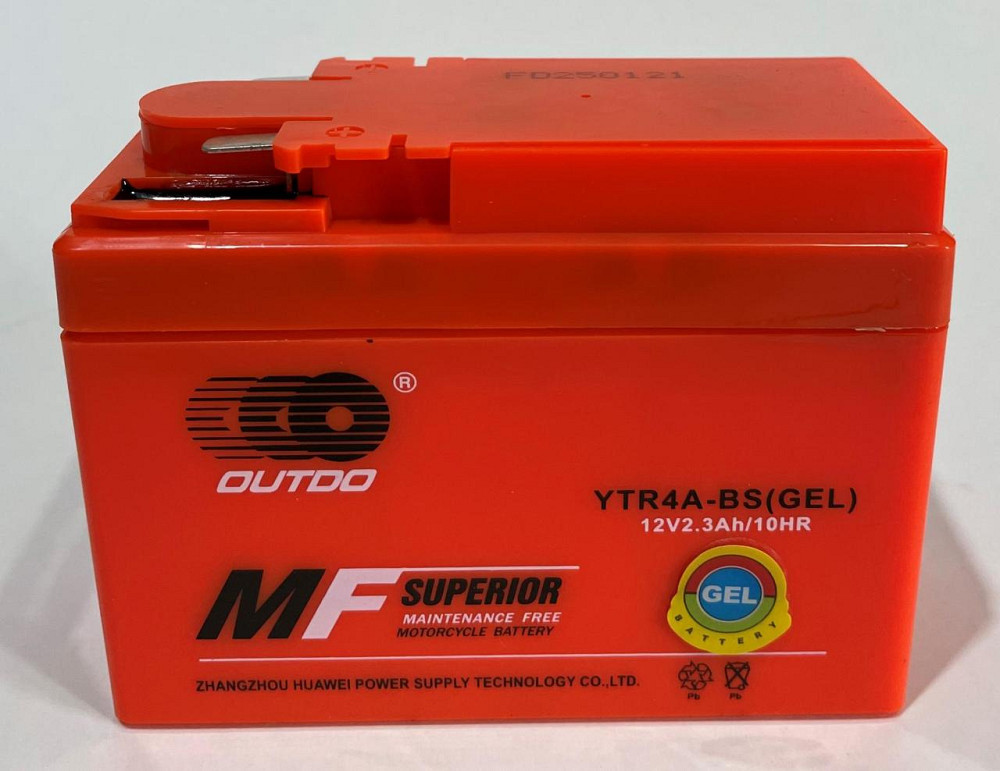 FD250121
®
OUTDO
YTR4A-BS(GEL)
12V2.3Ah/10HR
GEL
BATTERY
MF SUPERIOR
MAINTENANCE FREE
MOTORCYCLE BATTERY
ZHANGZHOU HUAWEI POWER SUPPLY TECHNOLOGY CO.,LTD.
Pb Pb